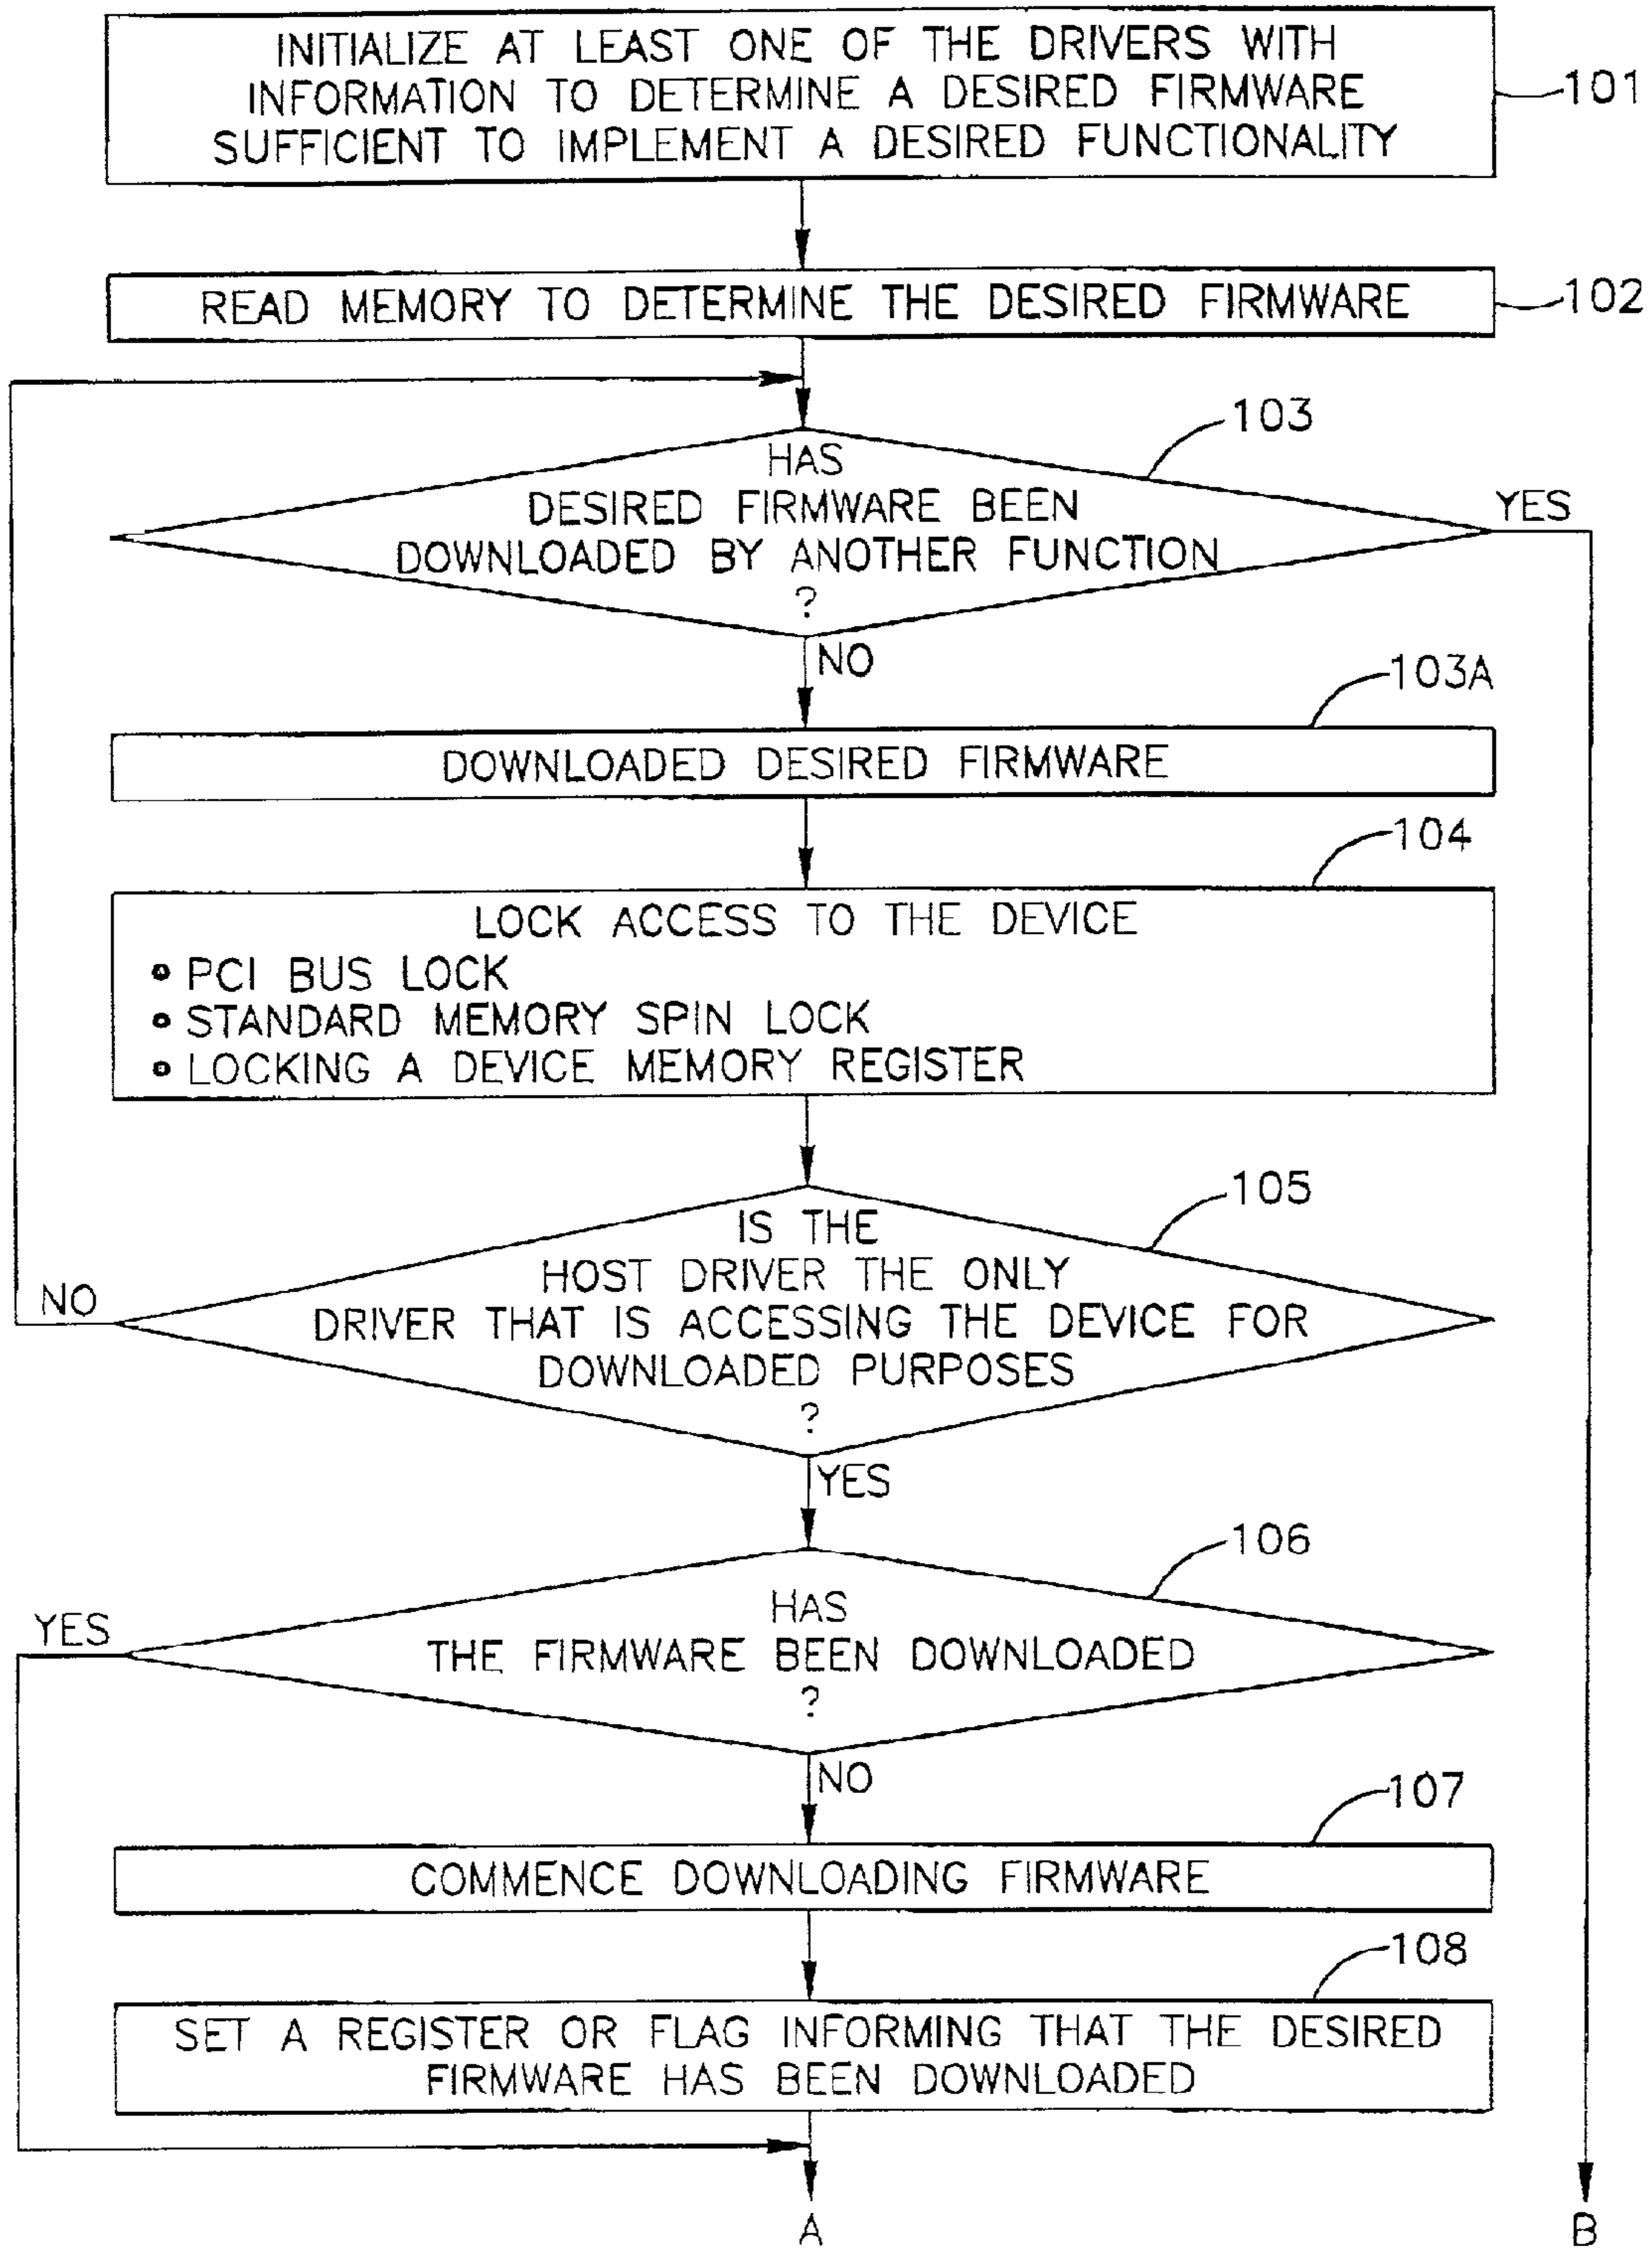 INITIALIZE AT LEAST ONE OF THE DRIVERS WITH
INFORMATION TO DETERMINE A DESIRED FIRMWARE
SUFFICIENT TO IMPLEMENT A DESIRED FUNCTIONALITY
101
READ MEMORY TO DETERMINE THE DESIRED FIRMWARE
102
103
HAS
DESIRED FIRMWARE BEEN
DOWNLOADED BY ANOTHER FUNCTION
?
YES
NO
103A
DOWNLOADED DESIRED FIRMWARE
104
LOCK ACCESS TO THE DEVICE
• PCI BUS LOCK
• STANDARD MEMORY SPIN LOCK
• LOCKING A DEVICE MEMORY REGISTER
105
IS THE
HOST DRIVER THE ONLY
DRIVER THAT IS ACCESSING THE DEVICE FOR
DOWNLOADED PURPOSES
?
NO
YES
106
HAS
THE FIRMWARE BEEN DOWNLOADED
?
YES
NO
107
COMMENCE DOWNLOADING FIRMWARE
108
SET A REGISTER OR FLAG INFORMING THAT THE DESIRED
FIRMWARE HAS BEEN DOWNLOADED
A
B